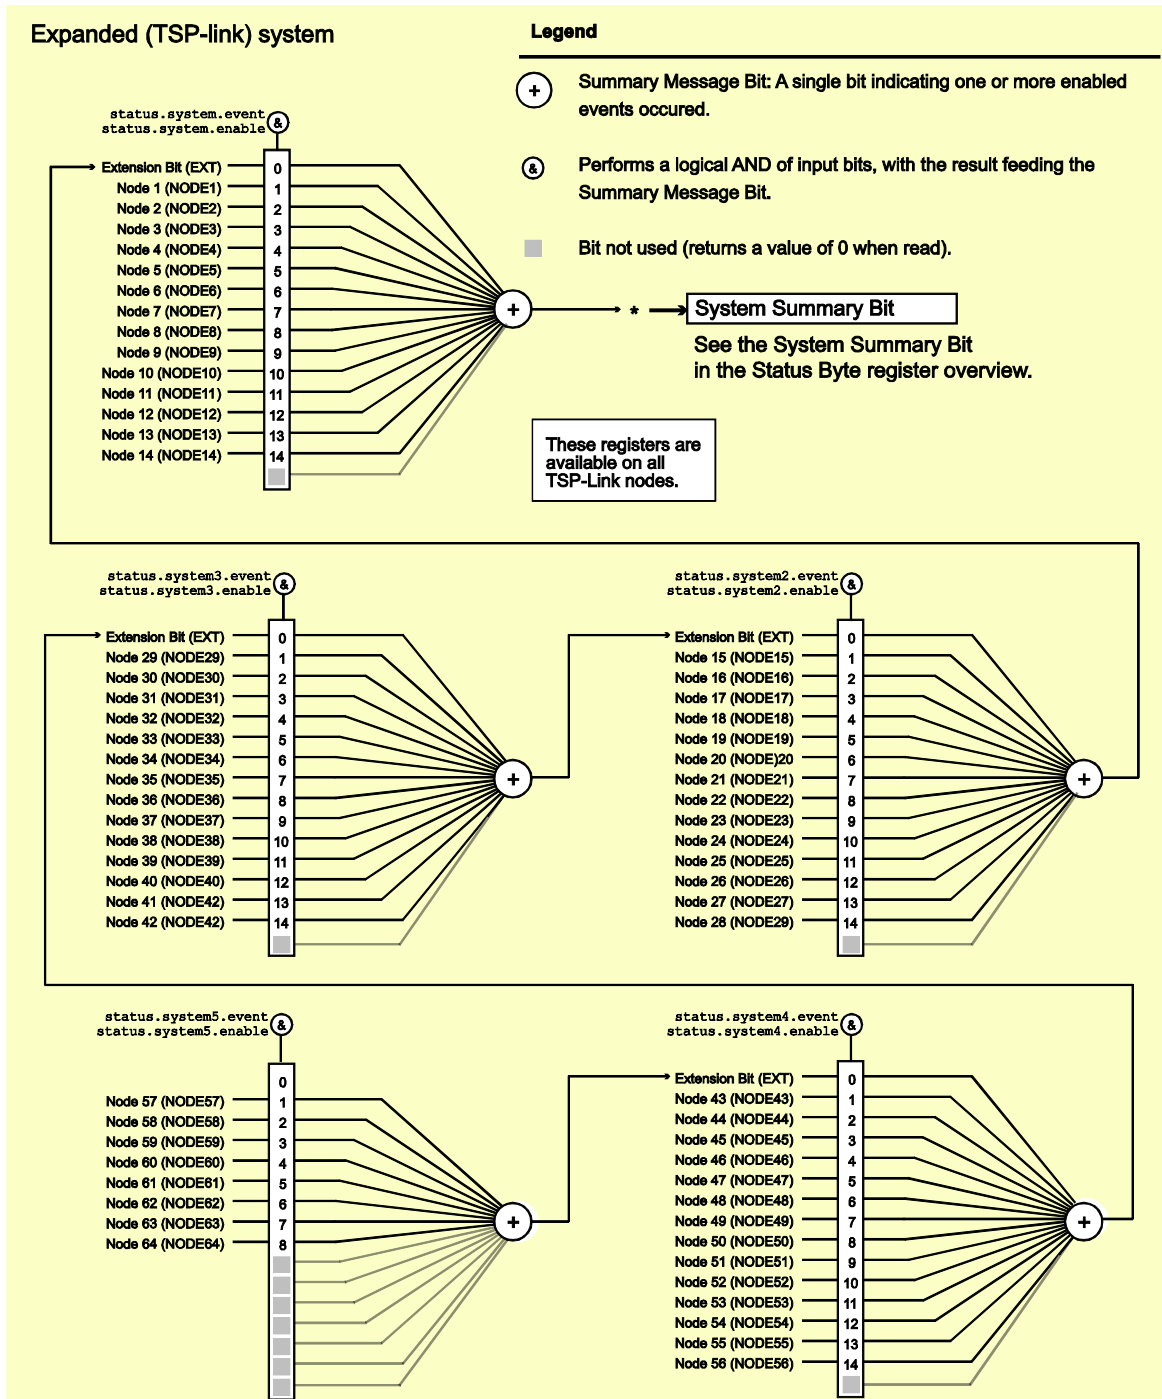 Expanded (TSP-link) system
Legend
+
Summary Message Bit: A single bit indicating one or more enabled
events occured.
&
Performs a logical AND of input bits, with the result feeding the
Summary Message Bit.
Bit not used (returns a value of 0 when read).
status.system.event
status.system.enable
&
Extension Bit (EXT) 0
Node 1 (NODE1) 1
Node 2 (NODE2) 2
Node 3 (NODE3) 3
Node 4 (NODE4) 4
Node 5 (NODE5) 5
Node 6 (NODE6) 6
Node 7 (NODE7) 7
Node 8 (NODE8) 8
Node 9 (NODE9) 9
Node 10 (NODE10) 10
Node 11 (NODE11) 11
Node 12 (NODE12) 12
Node 13 (NODE13) 13
Node 14 (NODE14) 14
+
* System Summary Bit
See the System Summary Bit
in the Status Byte register overview.
These registers are
available on all
TSP-Link nodes.
status.system3.event
status.system3.enable
&
Extension Bit (EXT) 0
Node 29 (NODE29) 1
Node 30 (NODE30) 2
Node 31 (NODE31) 3
Node 32 (NODE32) 4
Node 33 (NODE33) 5
Node 34 (NODE34) 6
Node 35 (NODE35) 7
Node 36 (NODE36) 8
Node 37 (NODE37) 9
Node 38 (NODE38) 10
Node 39 (NODE39) 11
Node 40 (NODE40) 12
Node 41 (NODE42) 13
Node 42 (NODE42) 14
+
status.system2.event
status.system2.enable
&
Extension Bit (EXT) 0
Node 15 (NODE15) 1
Node 16 (NODE16) 2
Node 17 (NODE17) 3
Node 18 (NODE18) 4
Node 19 (NODE19) 5
Node 20 (NODE)20 6
Node 21 (NODE21) 7
Node 22 (NODE22) 8
Node 23 (NODE23) 9
Node 24 (NODE24) 10
Node 25 (NODE25) 11
Node 26 (NODE26) 12
Node 27 (NODE27) 13
Node 28 (NODE29) 14
+
status.system5.event
status.system5.enable
&
0
Node 57 (NODE57) 1
Node 58 (NODE58) 2
Node 59 (NODE59) 3
Node 60 (NODE60) 4
Node 61 (NODE61) 5
Node 62 (NODE62) 6
Node 63 (NODE63) 7
Node 64 (NODE64) 8
+
status.system4.event
status.system4.enable
&
Extension Bit (EXT) 0
Node 43 (NODE43) 1
Node 44 (NODE44) 2
Node 45 (NODE45) 3
Node 46 (NODE46) 4
Node 47 (NODE47) 5
Node 48 (NODE48) 6
Node 49 (NODE49) 7
Node 50 (NODE50) 8
Node 51 (NODE51) 9
Node 52 (NODE52) 10
Node 53 (NODE53) 11
Node 54 (NODE54) 12
Node 55 (NODE55) 13
Node 56 (NODE56) 14
+